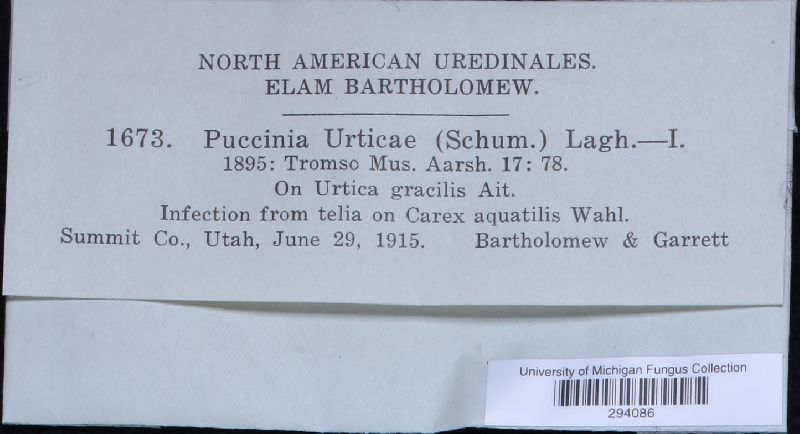 NORTH AMERICAN UREDINALES.
ELAM BARTHOLOMEW.
1673. Puccinia Urticae (Schum.) Lagh.—I.
1895: Tromso Mus. Aarsh. 17: 78.
On Urtica gracilis Ait.
Infection from telia on Carex aquatilis Wahl.
Summit Co., Utah, June 29, 1915. Bartholomew & Garrett
University of Michigan Fungus Collection
294086